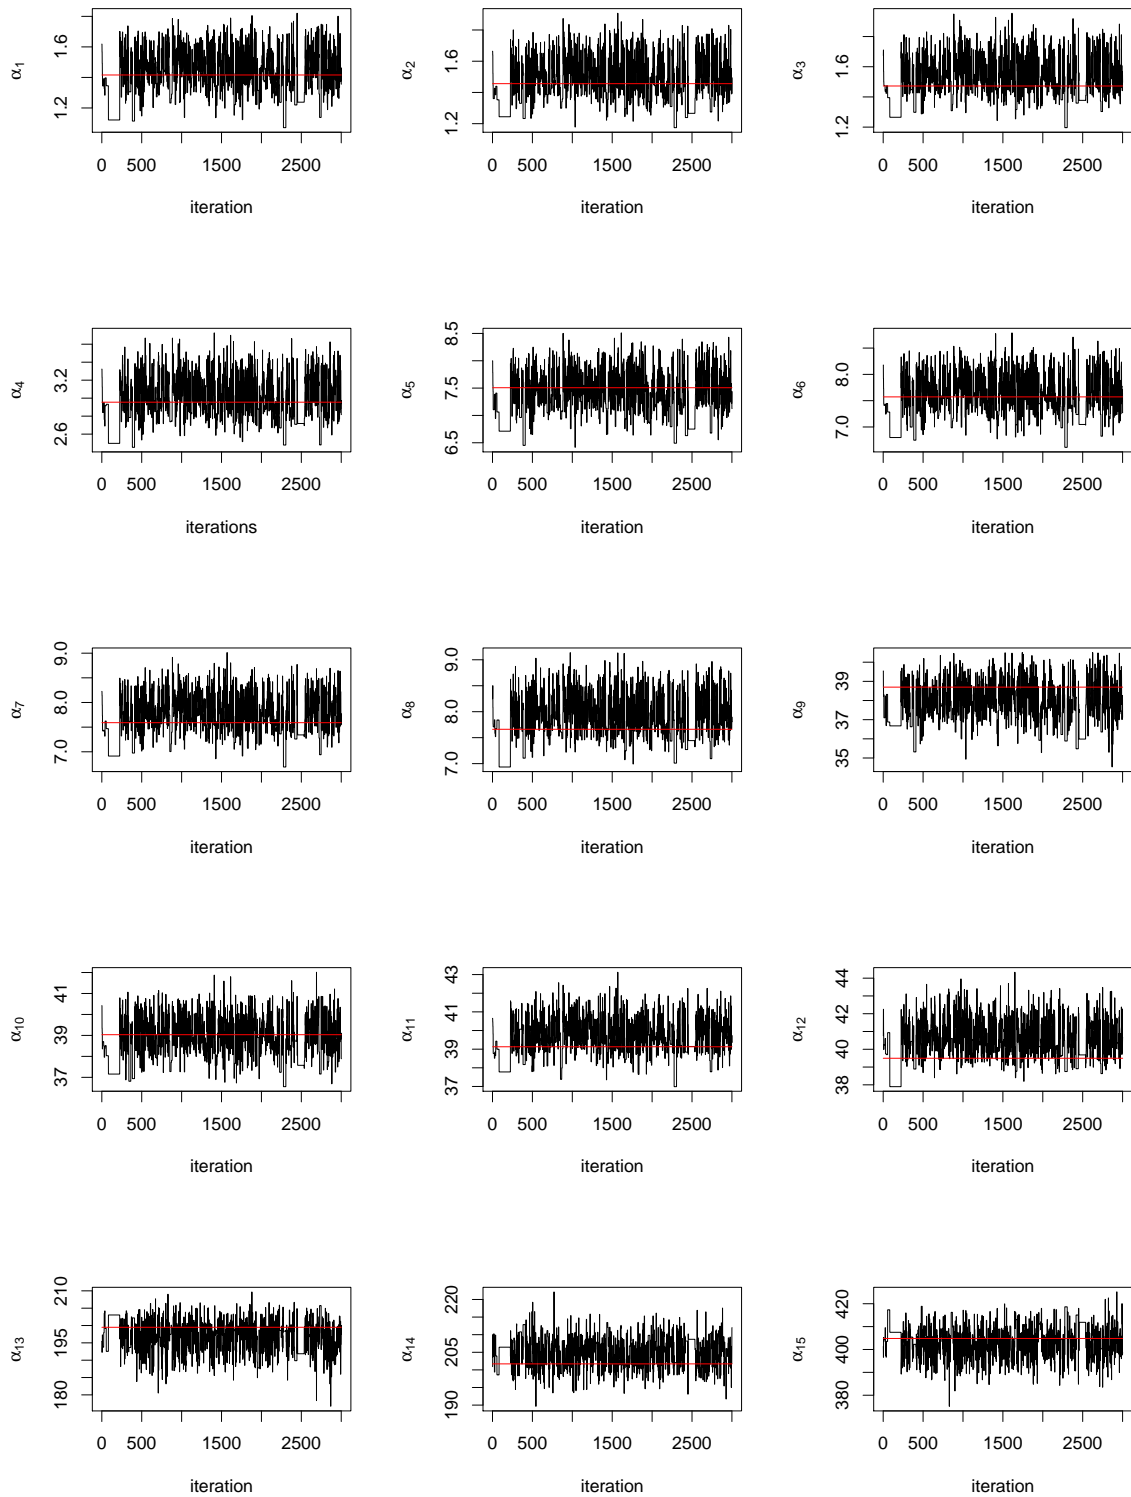 α1
1.2 1.6
0 500 1500 2500
iteration
α2
1.2 1.6
0 500 1500 2500
iteration
α3
1.2 1.6
0 500 1500 2500
iteration
α4
2.6 3.2
0 500 1500 2500
iterations
α5
6.5 7.5 8.5
0 500 1500 2500
iteration
α6
7.0 8.0
0 500 1500 2500
iteration
α7
7.0 8.0 9.0
0 500 1500 2500
iteration
α8
7.0 8.0 9.0
0 500 1500 2500
iteration
α9
35 37 39
0 500 1500 2500
iteration
α10
37 39 41
0 500 1500 2500
iteration
α11
37 39 41 43
0 500 1500 2500
iteration
α12
38 40 42 44
0 500 1500 2500
iteration
α13
180 195 210
0 500 1500 2500
iteration
α14
190 205 220
0 500 1500 2500
iteration
α15
380 400 420
0 500 1500 2500
iteration